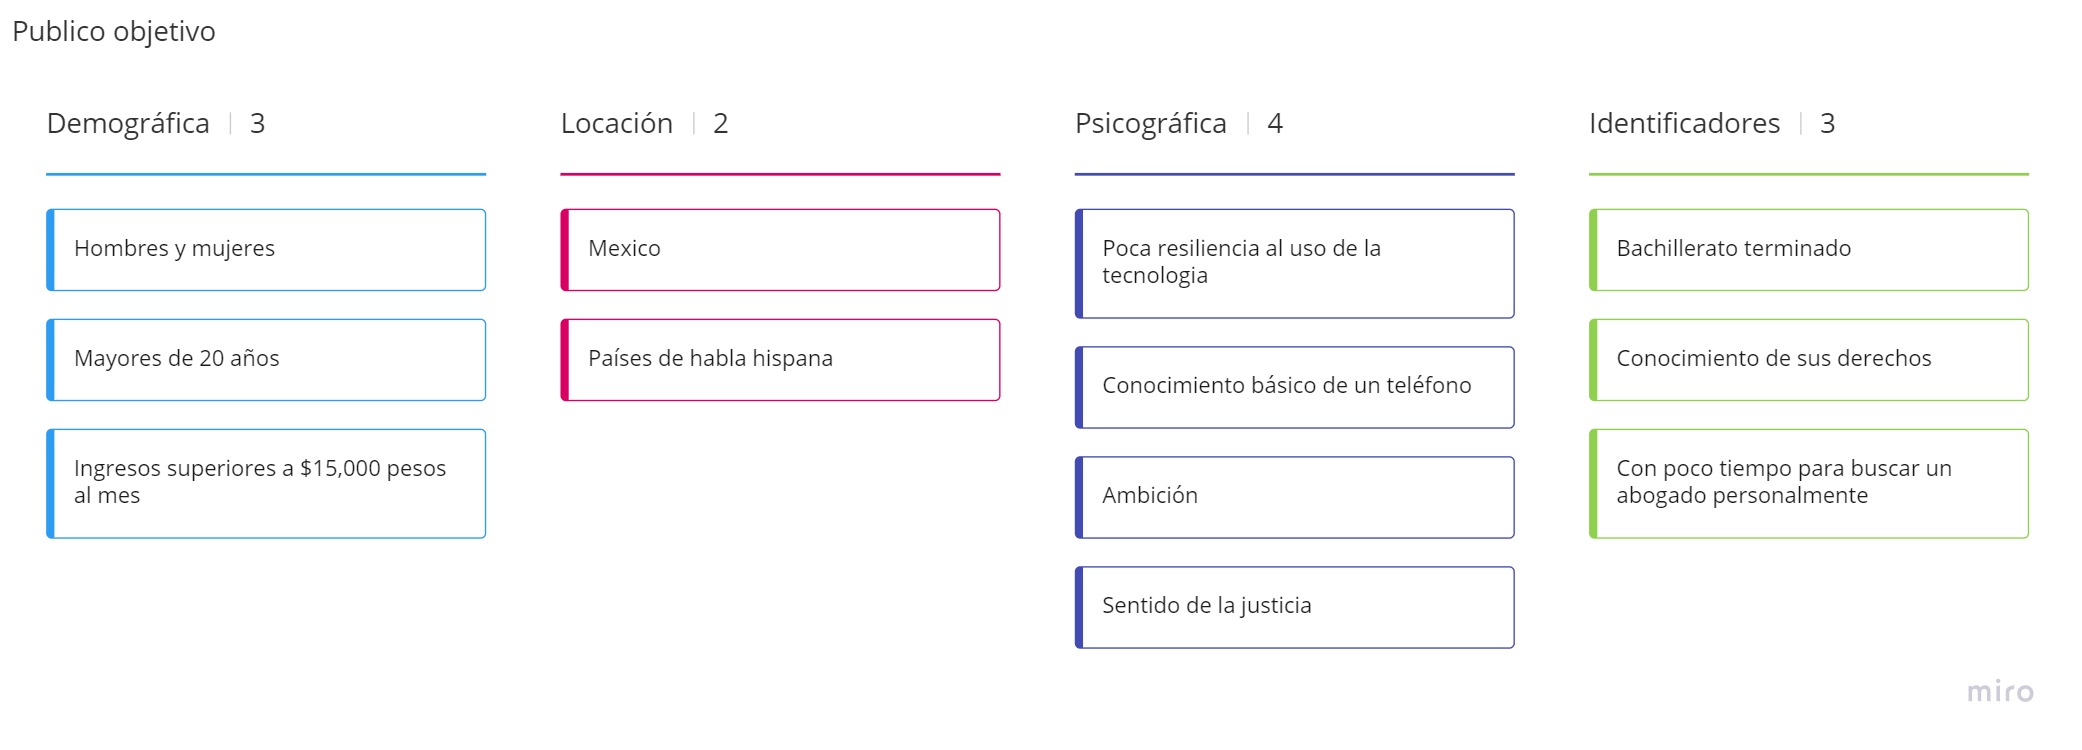 Publico objetivo
Demográfica | 3
Hombres y mujeres
Mayores de 20 años
Ingresos superiores a $15,000 pesos
al mes
Locación | 2
Mexico
Países de habla hispana
Psicográfica | 4
Poca resiliencia al uso de la
tecnologia
Conocimiento básico de un teléfono
Ambición
Sentido de la justicia
Identificadores | 3
Bachillerato terminado
Conocimiento de sus derechos
Con poco tiempo para buscar un
abogado personalmente
miro